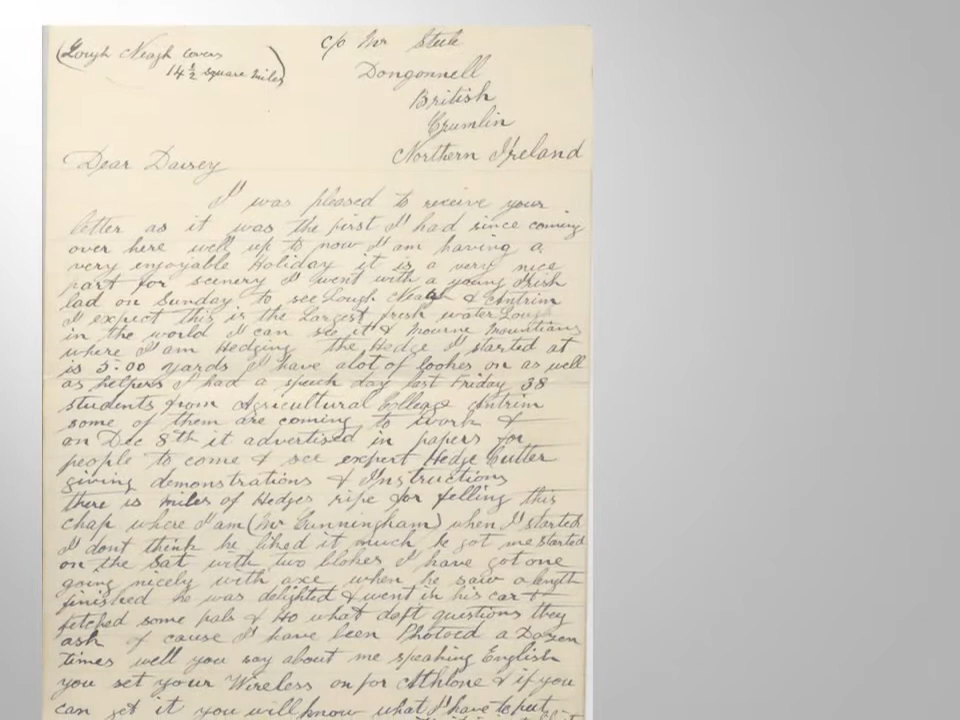 (Lough Neagh covers
14 1/2 square miles)
c/o Mr Steele
Dongonnell
British
Crumlin
Northern Ireland
Dear Daisey
I was pleased to receive your
letter as it was the first I had since coming
over here well up to now I am having a
very enjoyable Holiday it is a very nice
part for scenery I went with a young Irish
lad on Sunday to see Lough Neagh & Antrim
I expect this is the Largest fresh water Lough
in the world I can see it & Mourne Mountians
where I am Hedging the Hedge I started at
is 5.00 yards I have alot of lookes on as well
as helpers I had a speech day last Friday 38
students from Agricultural College Antrim
some of them are coming to work &
on Dec 8th it advertised in papers for
people to come & see expert Hedge Cutter
giving demonstrations & Instructions
there is miles of Hedges ripe for felling this
chap where I am (Mr Cunningham) when I started
I dont think he liked it much he got me started
on the Sat with two blokes I have got one
going nicely with axe when he saw a length
finished he was delighted & went in his car &
fetched some pals & Ho what daft questions they
ask & cause I have been Photoed a Dozen
times well you say about me speaking English
you set your Wireless on for Athlone & if you
can get it you will know what I have to put